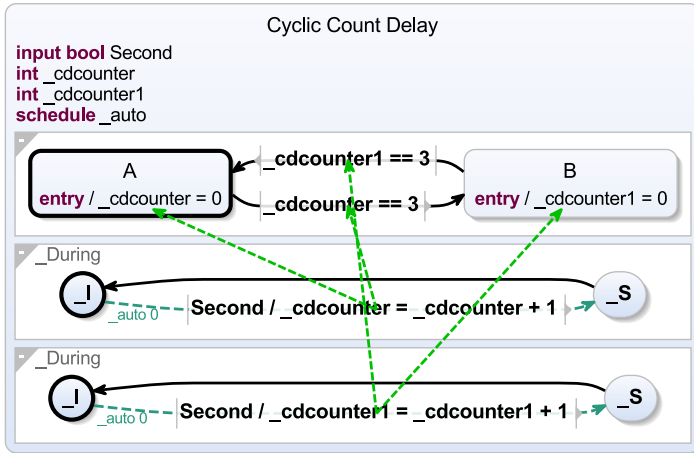 Cyclic Count Delay
input bool Second
int _cdcounter
int _cdcounter1
schedule _auto
-
A
entry / _cdcounter = 0
_cdcounter1 == 3
_cdcounter == 3
B
entry / _cdcounter1 = 0
- _During
_I
_auto 0
Second / _cdcounter = _cdcounter + 1
_S
- _During
_I
_auto 0
Second / _cdcounter1 = _cdcounter1 + 1
_S